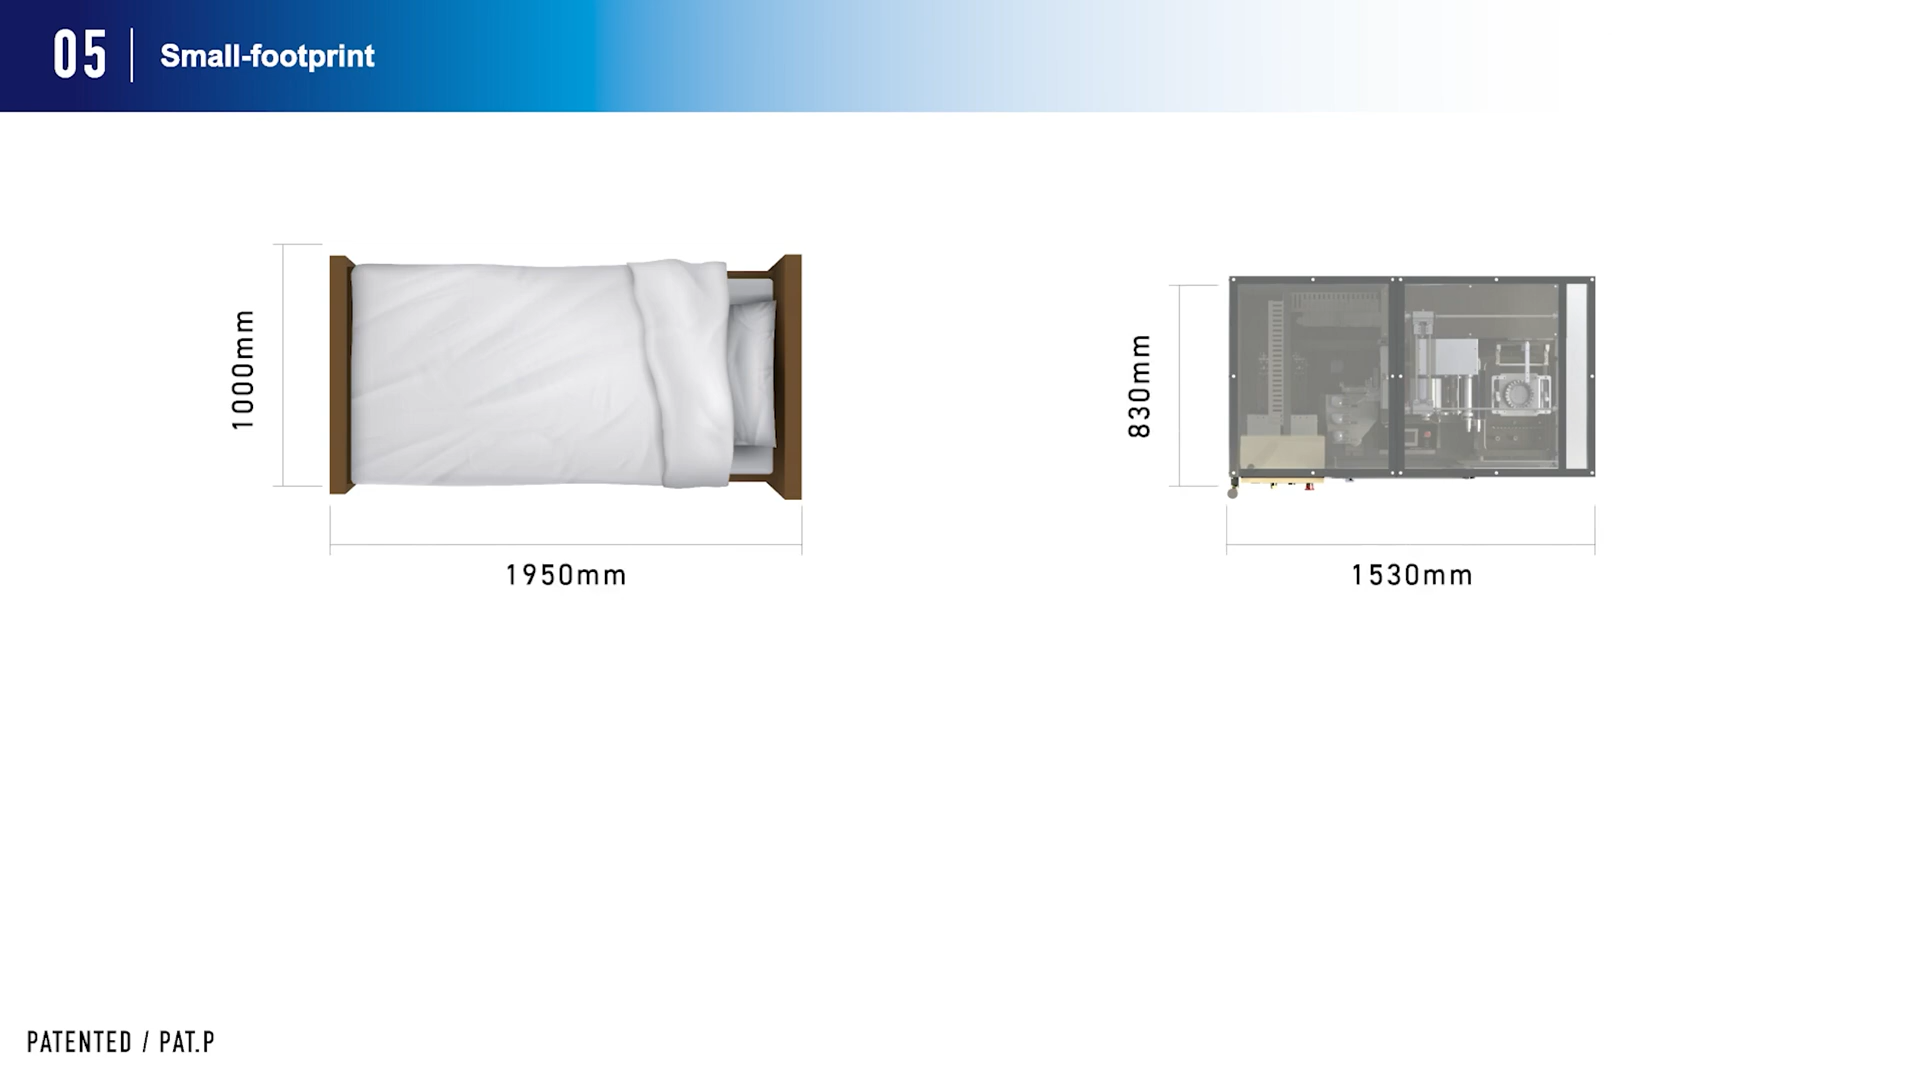 05 Small-footprint
1000mm
1950mm
830mm
1530mm
PATENTED / PAT.P